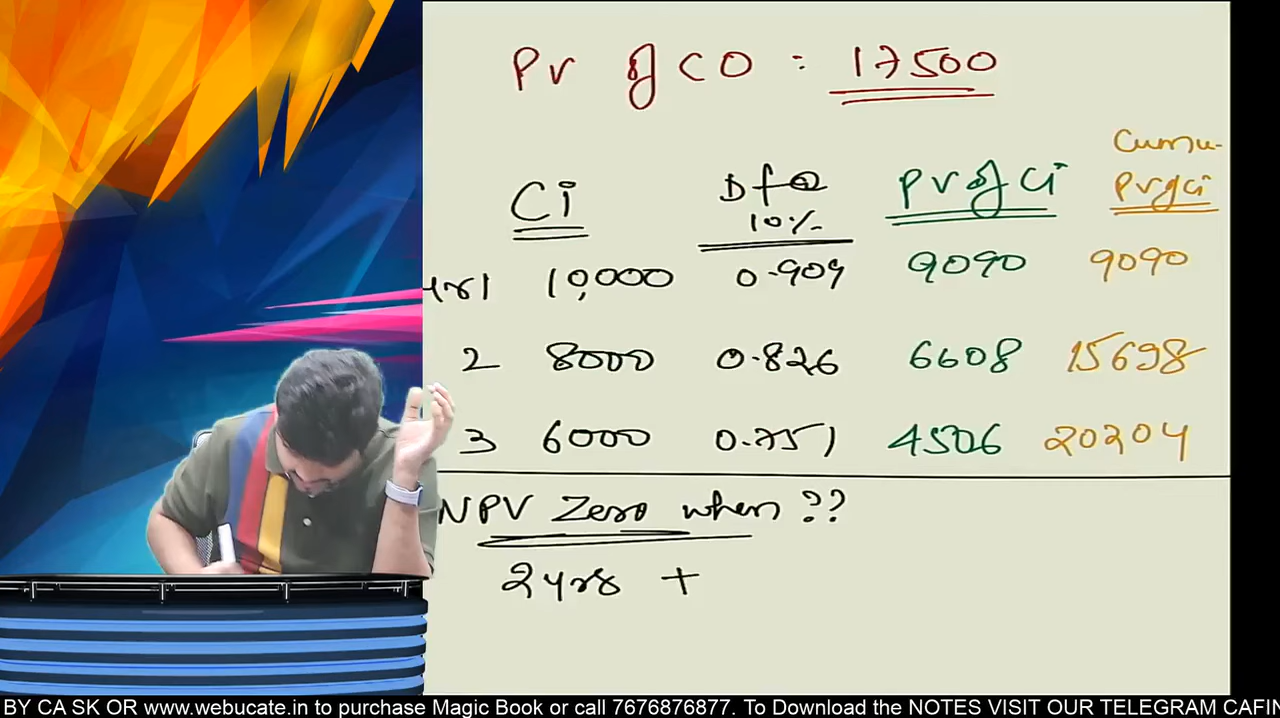 PV of CO = 17500
Cumu-
Ci Df@ PV of Ci PV of Ci
10%
yr1 10,000 0.909 9090 9090
2 8000 0.826 6608 15698
3 6000 0.751 4506 20204
NPV Zero when ??
2yrs +
BY CA SK OR www.webucate.in to purchase Magic Book or call 7676876877. To Download the NOTES VISIT OUR TELEGRAM CAFIN